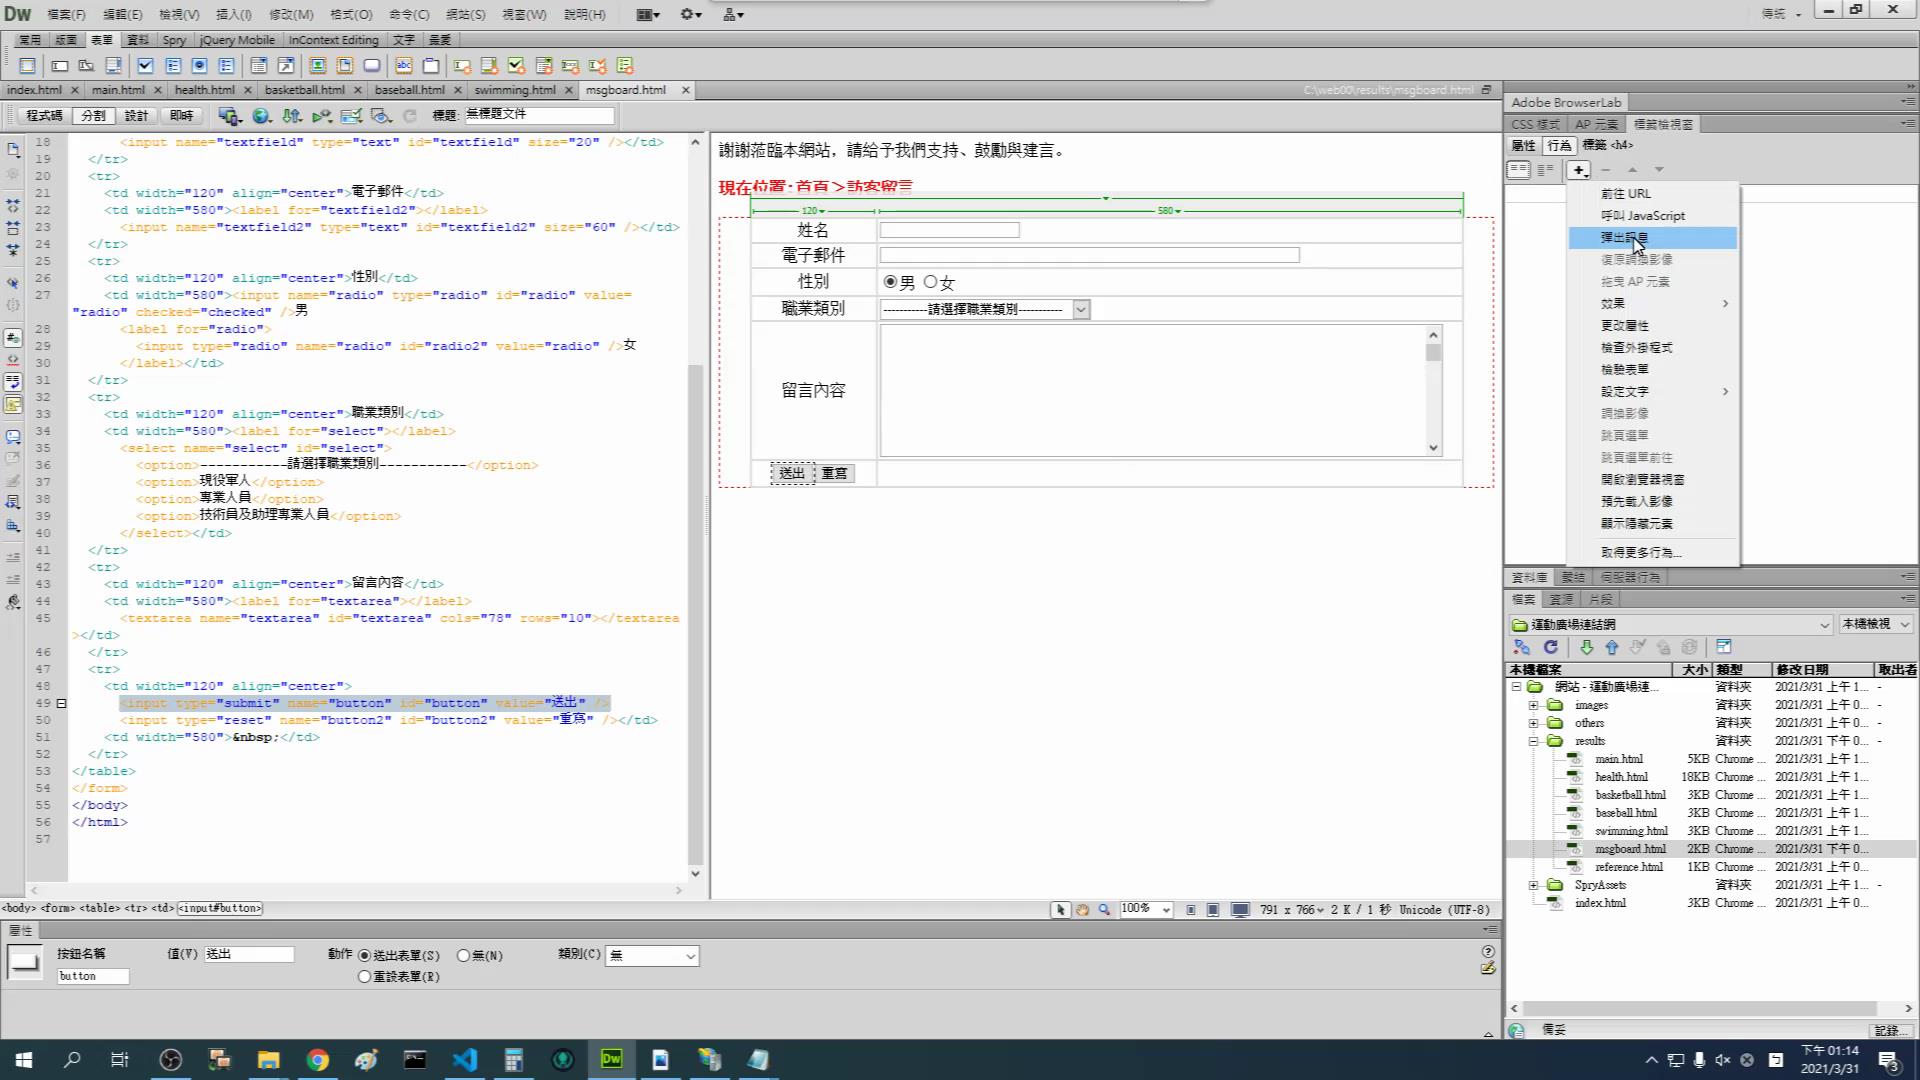 Dw 檔案(F) 編輯(E) 檢視(V) 插入(I) 修改(M) 格式(O) 命令(C) 網站(S) 視窗(W) 說明(H) 傳統
常用 版面 表單 資料 Spry jQuery Mobile InContext Editing 文字 最愛
index.html main.html health.html basketball.html baseball.html swimming.html msgboard.html C:\web00\results\msgboard.html
程式碼 分割 設計 即時 標題: 無標題文件
18 <input name="textfield" type="text" id="textfield" size="20" /></td>
19 </tr>
20 <tr>
21 <td width="120" align="center">電子郵件</td>
22 <td width="580"><label for="textfield2"></label>
23 <input name="textfield2" type="text" id="textfield2" size="60" /></td>
24 </tr>
25 <tr>
26 <td width="120" align="center">性別</td>
27 <td width="580"><input name="radio" type="radio" id="radio" value=
"radio" checked="checked" />男
28 <label for="radio">
29 <input type="radio" name="radio" id="radio2" value="radio" />女
30 </label></td>
31 </tr>
32 <tr>
33 <td width="120" align="center">職業類別</td>
34 <td width="580"><label for="select"></label>
35 <select name="select" id="select">
36 <option>-----------請選擇職業類別-----------</option>
37 <option>現役軍人</option>
38 <option>專業人員</option>
39 <option>技術員及助理專業人員</option>
40 </select></td>
41 </tr>
42 <tr>
43 <td width="120" align="center">留言內容</td>
44 <td width="580"><label for="textarea"></label>
45 <textarea name="textarea" id="textarea" cols="78" rows="10"></textarea
></td>
46 </tr>
47 <tr>
48 <td width="120" align="center">
49 <input type="submit" name="button" id="button" value="送出" />
50 <input type="reset" name="button2" id="button2" value="重寫" /></td>
51 <td width="580">&nbsp;</td>
52 </tr>
53 </table>
54 </form>
55 </body>
56 </html>
57
<body> <form> <table> <tr> <td> <input#button>
謝謝蒞臨本網站，請給予我們支持、鼓勵與建言。
現在位置:首頁>訪客留言
120 580
姓名
電子郵件
性別 男 女
職業類別 -----------請選擇職業類別-----------
留言內容
送出 重寫
100% 791 x 766 2 K / 1 秒 Unicode (UTF-8)
屬性
按鈕名稱 值(V) 送出 動作 送出表單(S) 無(N) 類別(C) 無
button 重設表單(R)
Adobe BrowserLab
CSS 樣式 AP 元素 標籤檢視窗
屬性 行為 標籤 <h4>
前往 URL
呼叫 JavaScript
彈出訊息
復原調換影像
拖曳 AP 元素
效果
更改屬性
檢查外掛程式
檢驗表單
設定文字
調換影像
跳頁選單
跳頁選單前往
開啟瀏覽器視窗
預先載入影像
顯示隱藏元素
取得更多行為...
資料庫 繫結 伺服器行為
檔案 資源 片段
運動廣場連結網 本機檢視
本機檔案 大小 類型 修改日期 取出者
網站 - 運動廣場連... 資料夾 2021/3/31 上午 1... -
images 資料夾 2021/3/31 上午 0... -
others 資料夾 2021/3/31 上午 0... -
results 資料夾 2021/3/31 下午 0... -
main.html 5KB Chrome ... 2021/3/31 上午 1...
health.html 18KB Chrome ... 2021/3/31 上午 1...
basketball.html 3KB Chrome ... 2021/3/31 上午 1...
baseball.html 3KB Chrome ... 2021/3/31 上午 1...
swimming.html 3KB Chrome ... 2021/3/31 上午 1...
msgboard.html 2KB Chrome ... 2021/3/31 下午 0...
reference.html 1KB Chrome ... 2021/3/31 上午 0...
SpryAssets 資料夾 2021/3/31 上午 1... -
index.html 3KB Chrome ... 2021/3/31 上午 0...
備妥 記錄...
Dw
下午 01:14
2021/3/31
3